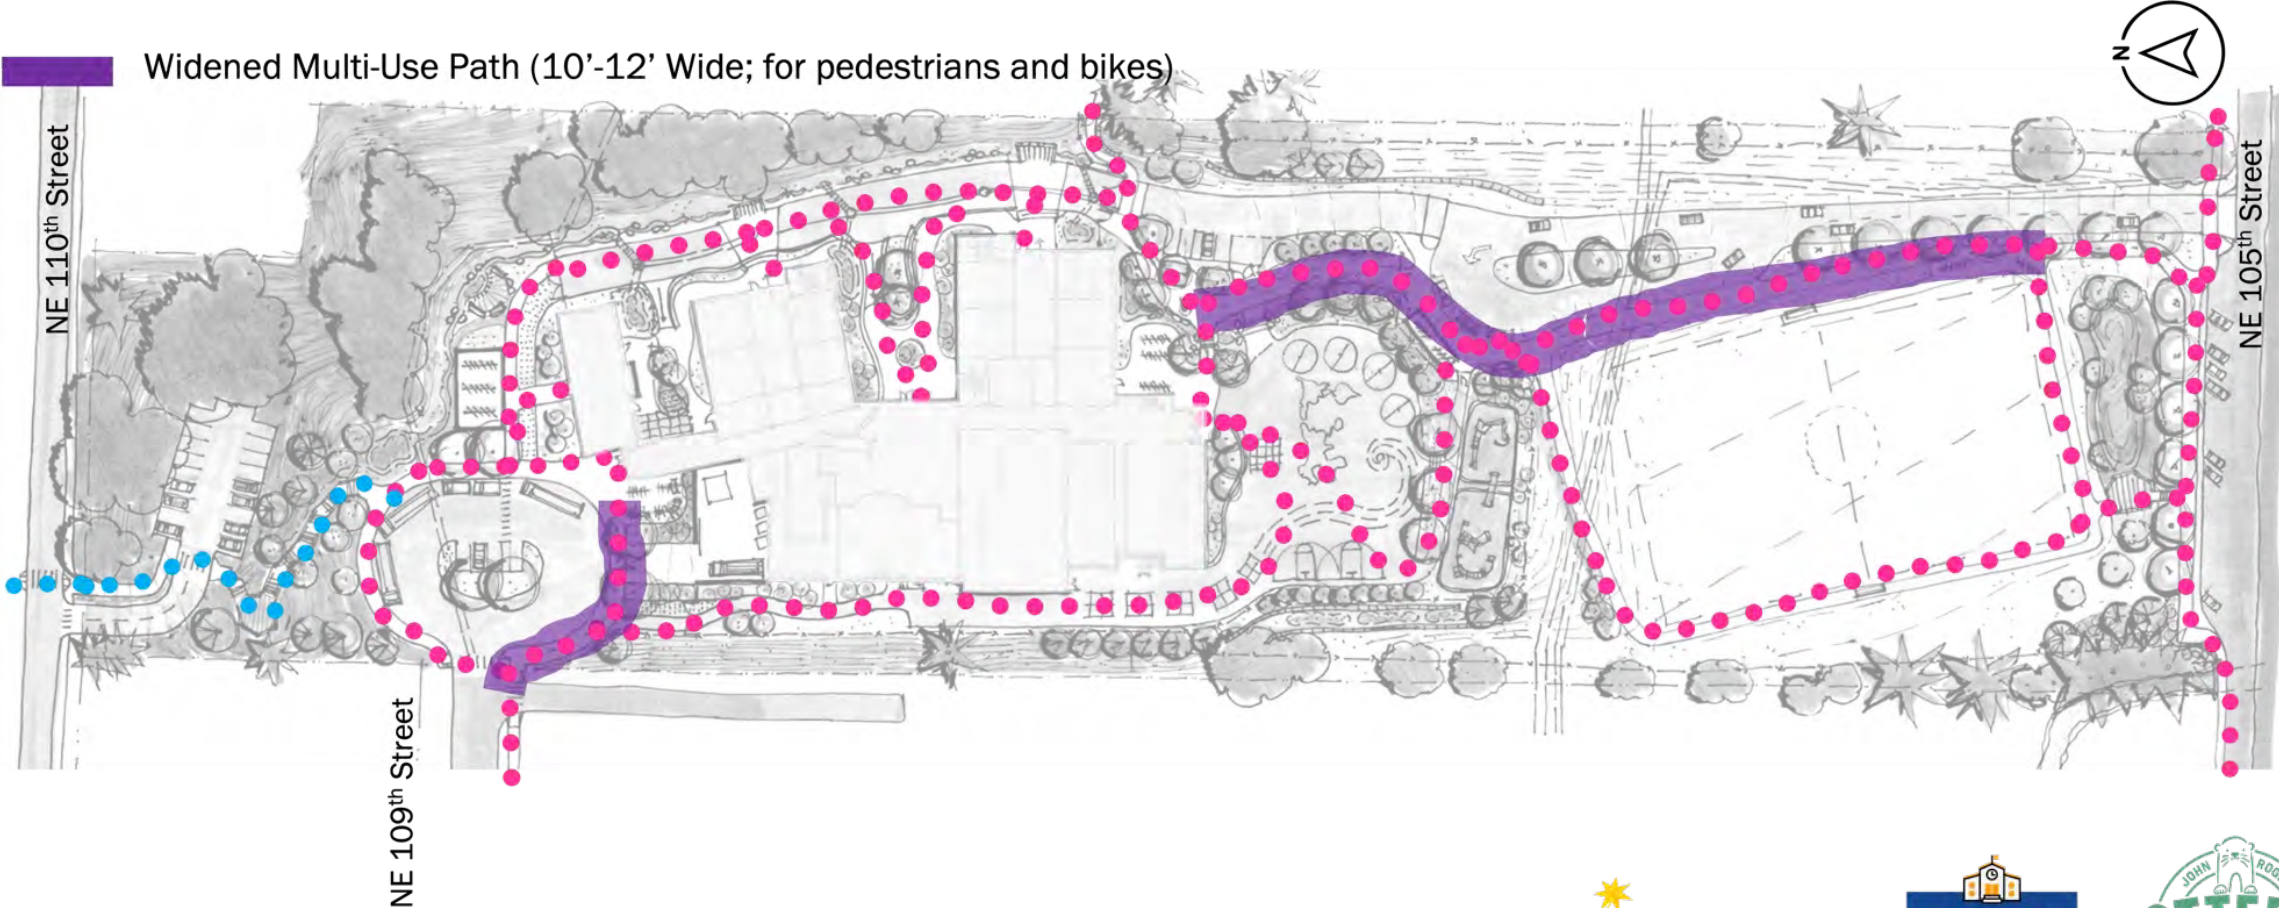 Widened Multi-Use Path (10’-12’ Wide; for pedestrians and bikes)
N
NE 110th Street
NE 105th Street
NE 109th Street
JOHN